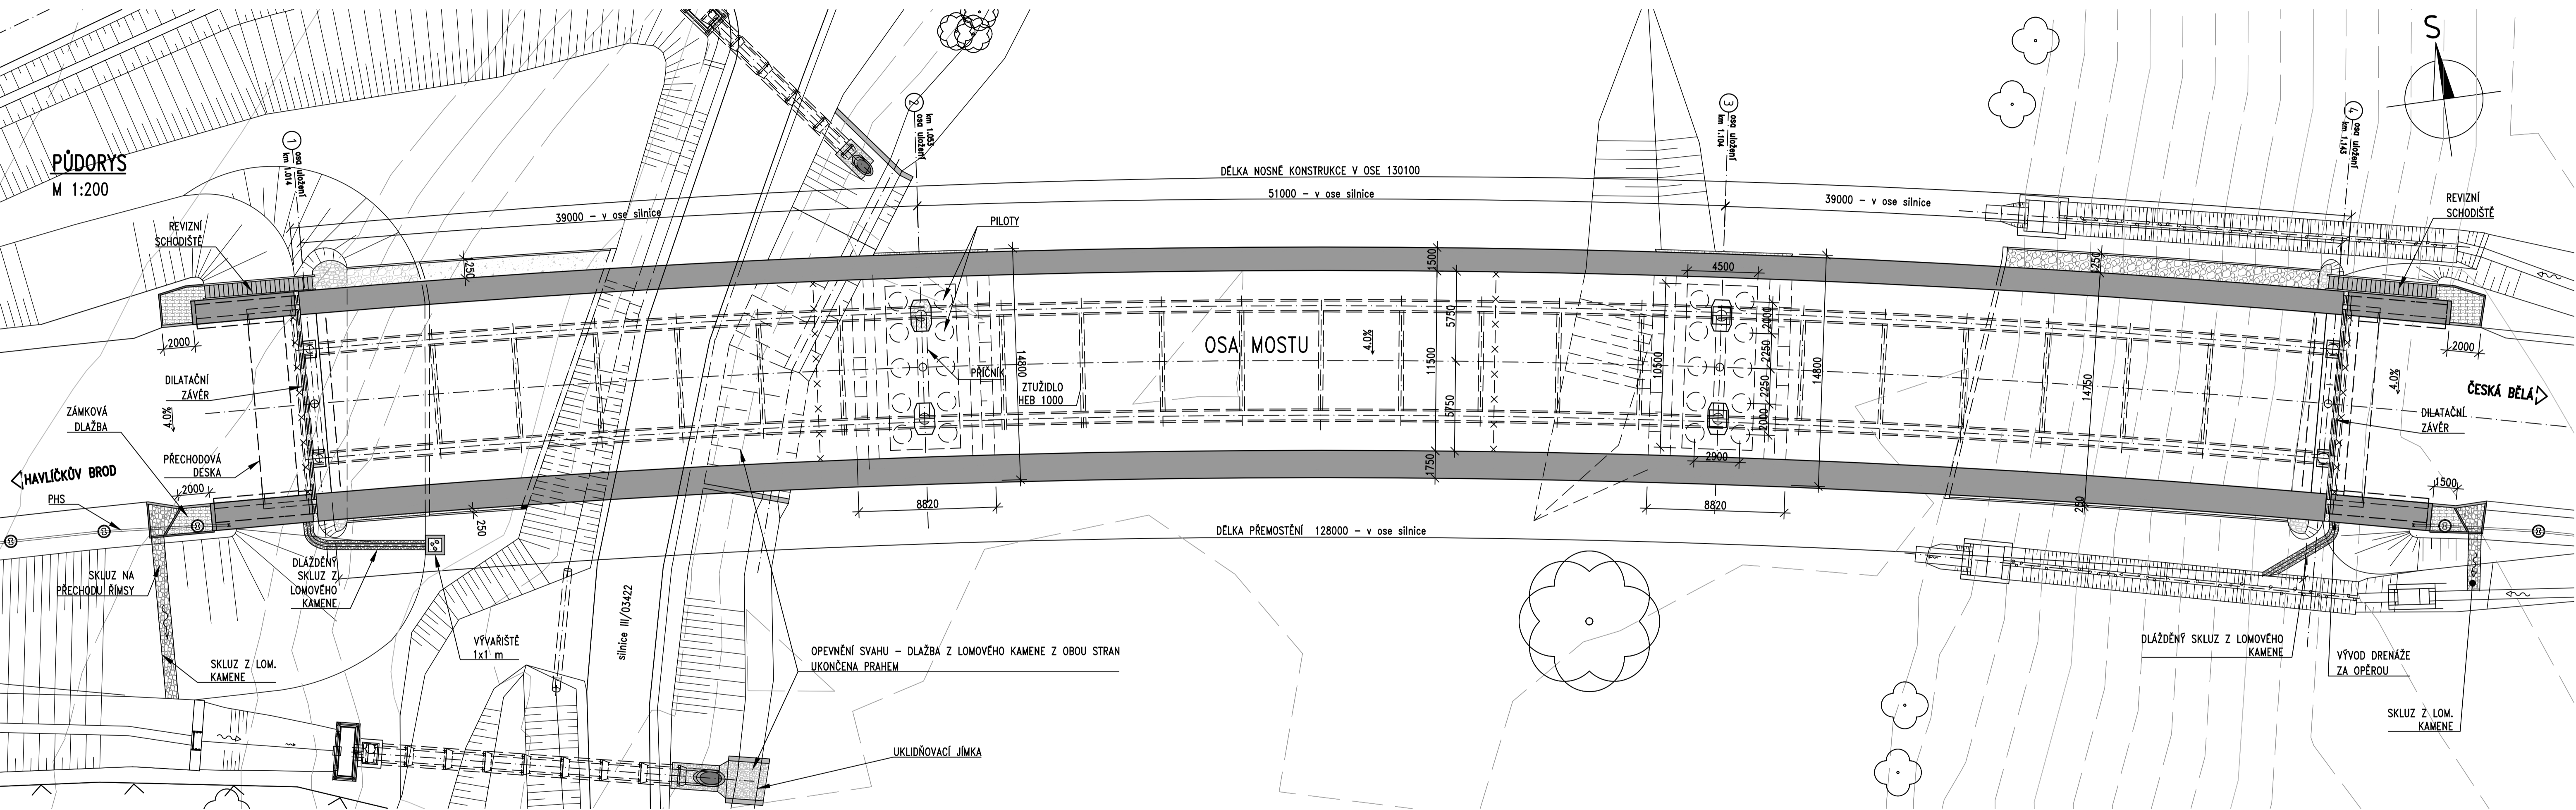 S
PŮDORYS
M 1:200
1
osa uložení
km 1.014
2
km 1.053
osa uložení
3
osa uložení
km 1.104
4
osa uložení
km 1.143
DÉLKA NOSNÉ KONSTRUKCE V OSE 130100
51000 - v ose silnice
39000 - v ose silnice
39000 - v ose silnice
REVIZNÍ
SCHODIŠTĚ
REVIZNÍ
SCHODIŠTĚ
PILOTY
1250
1500
4500
1250
2000
5750
OSA MOSTU
4.0%
11500
10500
14800
PŘÍČNÍK
ZTUŽIDLO
HEB 1000
2000
2250
2250
2000
14800
14750
2000
4.0%
ČESKÁ BĚLÁ
DILATAČNÍ
ZÁVĚR
DILATAČNÍ
ZÁVĚR
ZÁMKOVÁ
DLAŽBA
4.0%
PŘECHODOVÁ
DESKA
HAVLÍČKŮV BROD
PHS
2000
5750
1750
2900
8820
8820
250
250
1500
DÉLKA PŘEMOSTĚNÍ 128000 - v ose silnice
SKLUZ NA
PŘECHODU ŘÍMSY
DLÁŽDĚNÝ
SKLUZ Z
LOMOVÉHO
KAMENE
VÝVAŘIŠTĚ
1x1 m
silnice III/03422
SKLUZ Z LOM.
KAMENE
OPEVNĚNÍ SVAHU - DLAŽBA Z LOMOVÉHO KAMENE Z OBOU STRAN
UKONČENA PRAHEM
UKLIDŇOVACÍ JÍMKA
DLÁŽDĚNÝ SKLUZ Z LOMOVÉHO
KAMENE
VÝVOD DRENÁŽE
ZA OPĚROU
SKLUZ Z LOM.
KAMENE